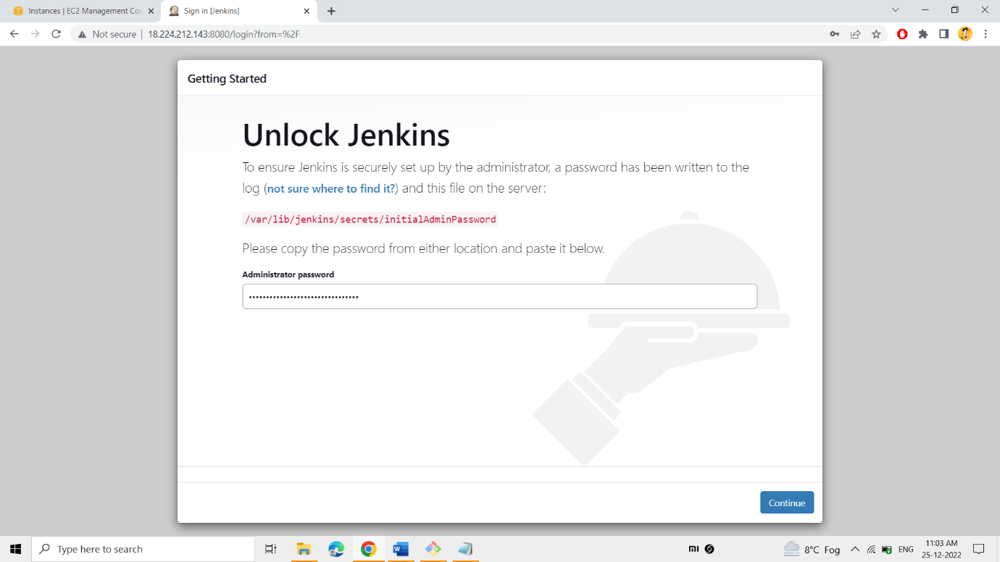 Instances | EC2 Management Con
Sign in [Jenkins]
Not secure
18.224.212.143:8080/login?from=%2F
Getting Started
Unlock Jenkins
To ensure Jenkins is securely set up by the administrator, a password has been written to the
log (not sure where to find it?) and this file on the server:
/var/lib/jenkins/secrets/initialAdminPassword
Please copy the password from either location and paste it below.
Administrator password
••••••••••••••••••••••••••••••••
Continue
Type here to search
W
mi
8°C Fog
ENG
11:03 AM
25-12-2022